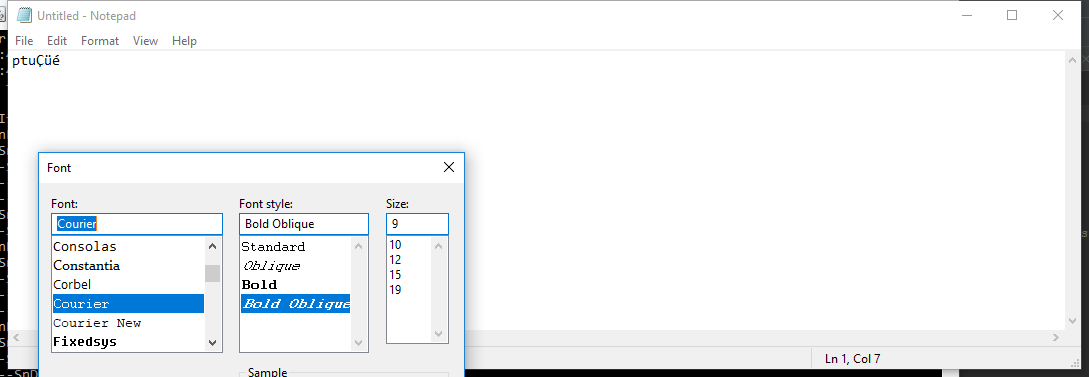 Untitled - Notepad
File Edit Format View Help
ptuÇüé
Font
Font: Font style: Size:
Courier Bold Oblique 9
Consolas
Constantia
Corbel
Courier
Courier New
Fixedsys
Standard
Oblique
Bold
Bold Oblique
10
12
15
19
Sample
Ln 1, Col 7